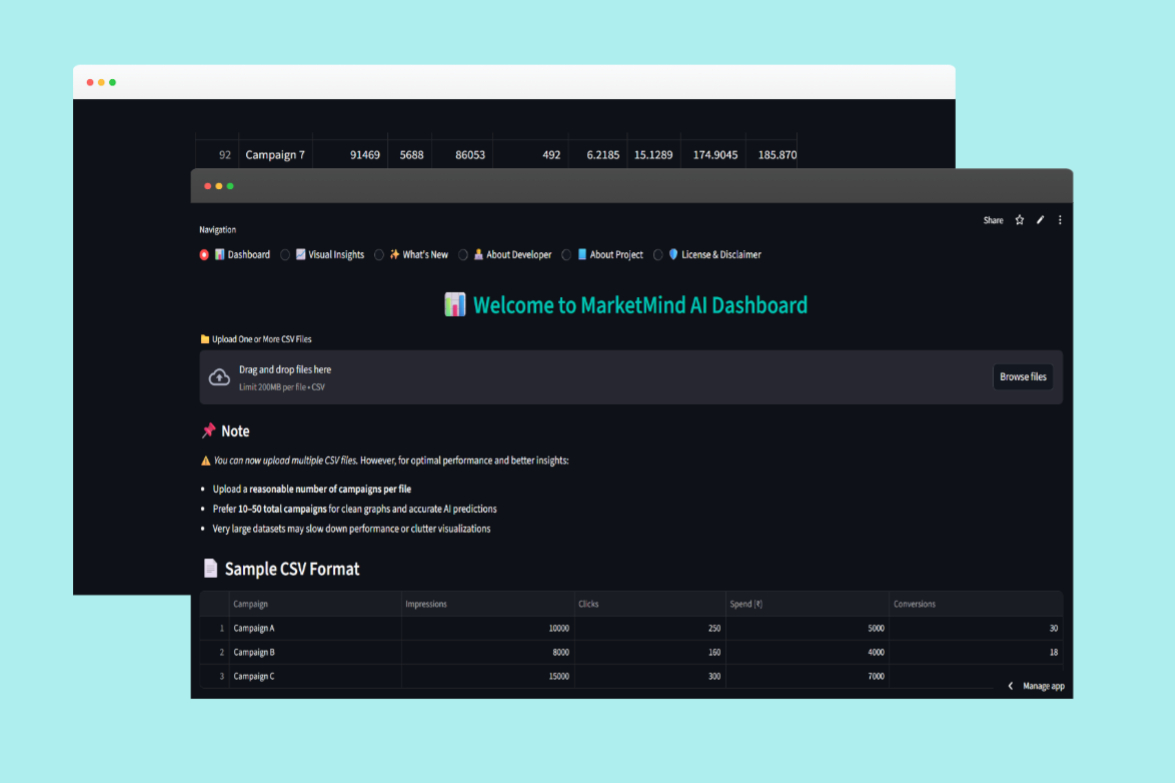 92 Campaign 7 91469 5688 86053 492 6.2185 15.1289 174.9045 185.870
Share
Navigation
Dashboard Visual Insights What's New About Developer About Project License & Disclaimer
Welcome to MarketMind AI Dashboard
Upload One or More CSV Files
Drag and drop files here
Limit 200MB per file • CSV
Browse files
Note
You can now upload multiple CSV files. However, for optimal performance and better insights:
• Upload a reasonable number of campaigns per file
• Prefer 10–50 total campaigns for clean graphs and accurate AI predictions
• Very large datasets may slow down performance or clutter visualizations
Sample CSV Format
Campaign Impressions Clicks Spend (₹) Conversions
1 Campaign A 10000 250 5000 30
2 Campaign B 8000 160 4000 18
3 Campaign C 15000 300 7000
< Manage app